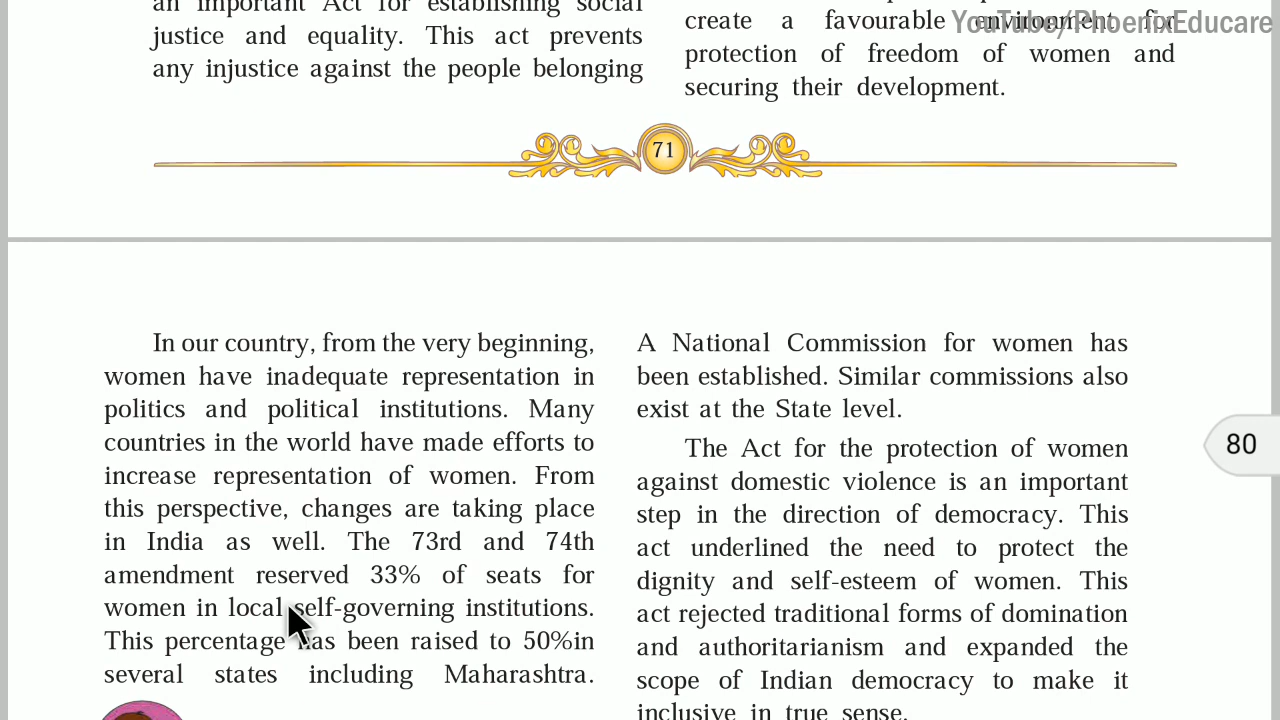 an important Act for establishing social
justice and equality. This act prevents
any injustice against the people belonging
create a favourable environment for
protection of freedom of women and
securing their development.
YouTube/PhoenixEducare
71
In our country, from the very beginning,
women have inadequate representation in
politics and political institutions. Many
countries in the world have made efforts to
increase representation of women. From
this perspective, changes are taking place
in India as well. The 73rd and 74th
amendment reserved 33% of seats for
women in local self-governing institutions.
This percentage has been raised to 50%in
several states including Maharashtra.
A National Commission for women has
been established. Similar commissions also
exist at the State level.
The Act for the protection of women
against domestic violence is an important
step in the direction of democracy. This
act underlined the need to protect the
dignity and self-esteem of women. This
act rejected traditional forms of domination
and authoritarianism and expanded the
scope of Indian democracy to make it
inclusive in true sense.
80